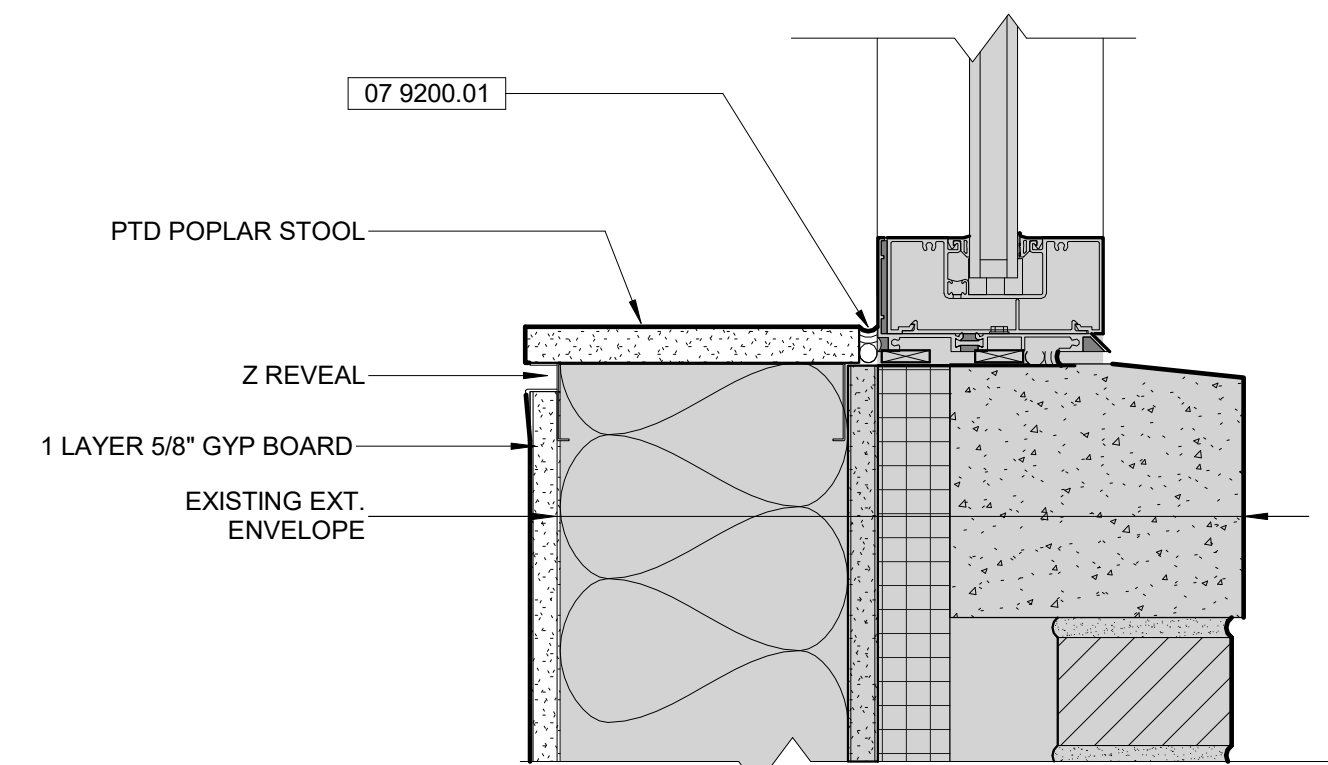 07 9200.01
PTD POPLAR STOOL
Z REVEAL
1 LAYER 5/8" GYP BOARD
EXISTING EXT.
ENVELOPE